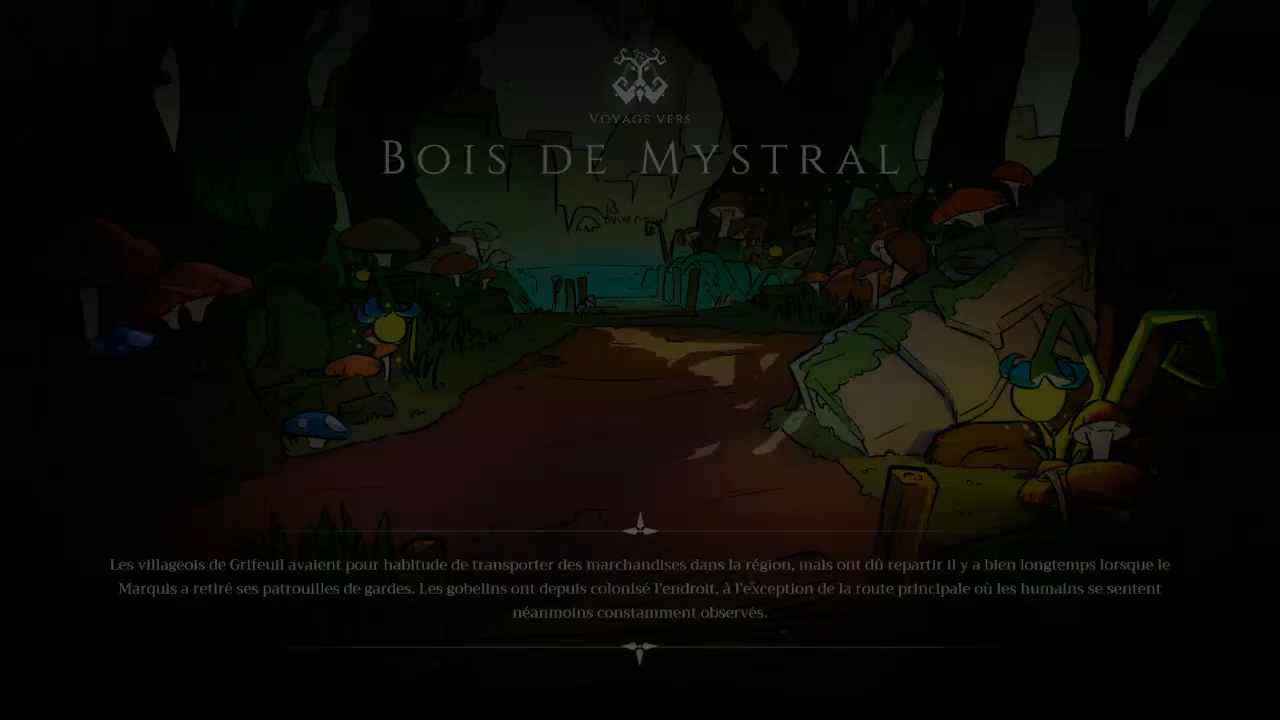 Voyage vers
Bois de Mystral
Les villageois de Grifeuil avaient pour habitude de transporter des marchandises dans la région, mais ont dû repartir il y a bien longtemps lorsque le
Marquis a retiré ses patrouilles de gardes. Les gobelins ont depuis colonisé l'endroit, à l'exception de la route principale où les humains se sentent
néanmoins constamment observés.